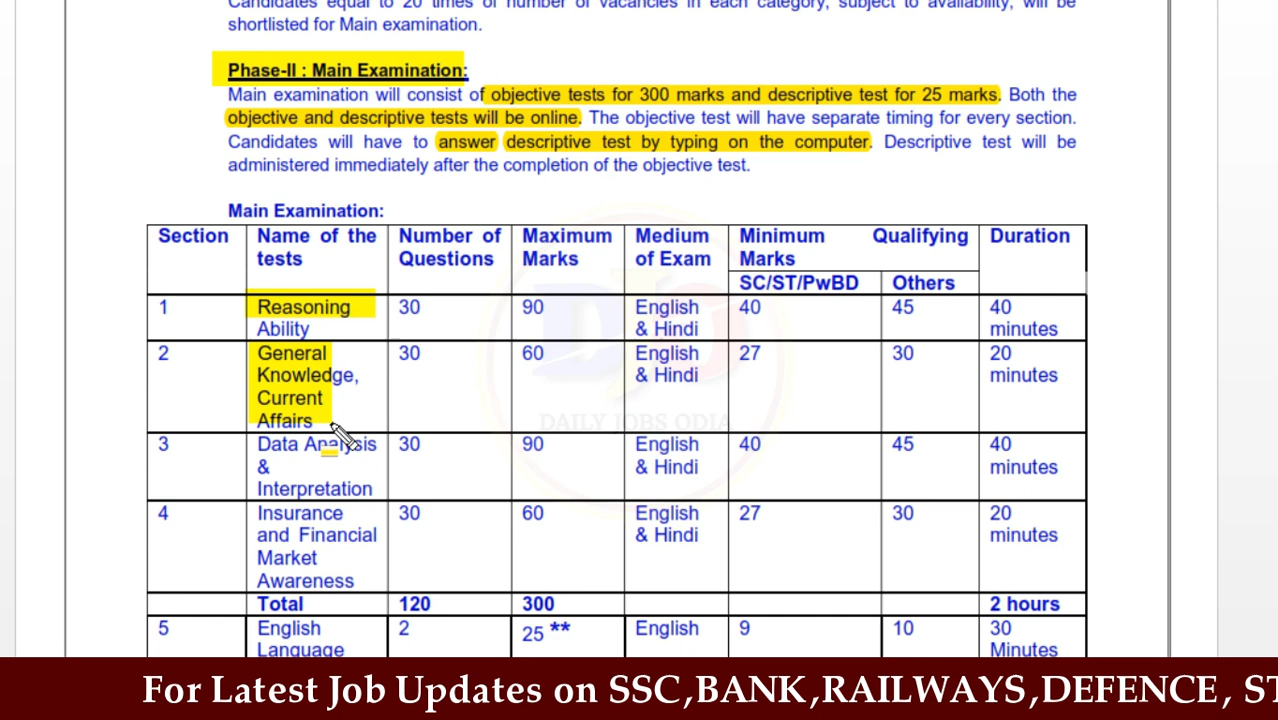 Candidates equal to 20 times of number of vacancies in each category, subject to availability, will be
shortlisted for Main examination.
Phase-II : Main Examination:
Main examination will consist of objective tests for 300 marks and descriptive test for 25 marks. Both the
objective and descriptive tests will be online. The objective test will have separate timing for every section.
Candidates will have to answer descriptive test by typing on the computer. Descriptive test will be
administered immediately after the completion of the objective test.
Main Examination:
Section Name of the tests Number of Questions Maximum Marks Medium of Exam Minimum Qualifying Marks Duration
SC/ST/PwBD Others
1 Reasoning Ability 30 90 English & Hindi 40 45 40 minutes
2 General Knowledge, Current Affairs 30 60 English & Hindi 27 30 20 minutes
3 Data Analysis & Interpretation 30 90 English & Hindi 40 45 40 minutes
4 Insurance and Financial Market Awareness 30 60 English & Hindi 27 30 20 minutes
Total 120 300 2 hours
5 English Language 2 25 ** English 9 10 30 Minutes
DAILY JOBS ODIA
For Latest Job Updates on SSC,BANK,RAILWAYS,DEFENCE, ST